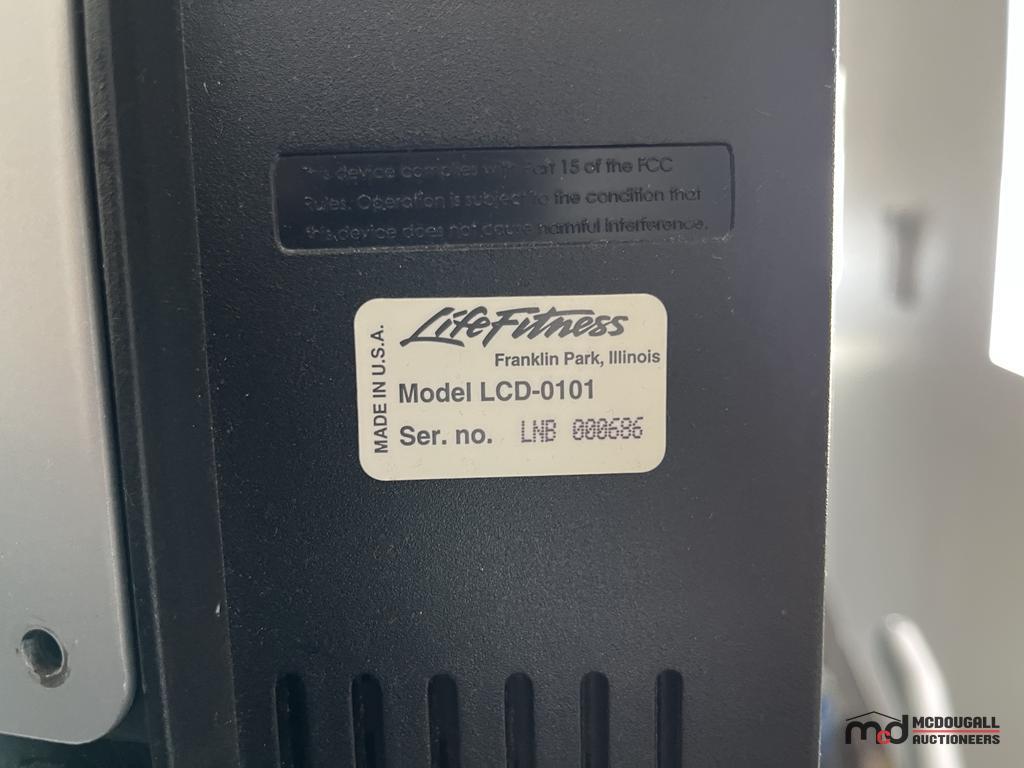 This device complies with Part 15 of the FCC
Rules. Operation is subject to the condition that
this device does not cause harmful interference.
LifeFitness
Franklin Park, Illinois
MADE IN U.S.A.
Model LCD-0101
Ser. no. LNB 000686
mcd MCDOUGALL
AUCTIONEERS